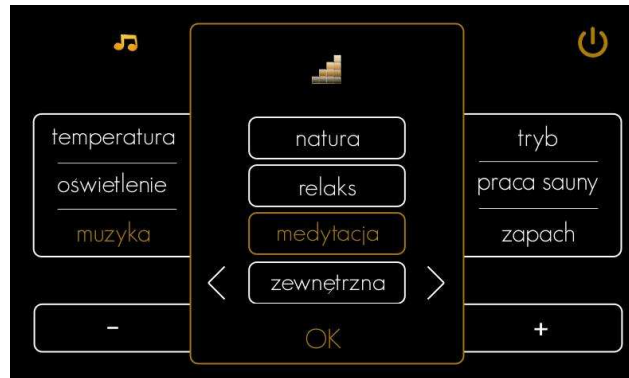 temperatura
oświetlenie
muzyka
natura
relaks
medytacja
< zewnętrzna >
OK
tryb
praca sauny
zapach
-
+